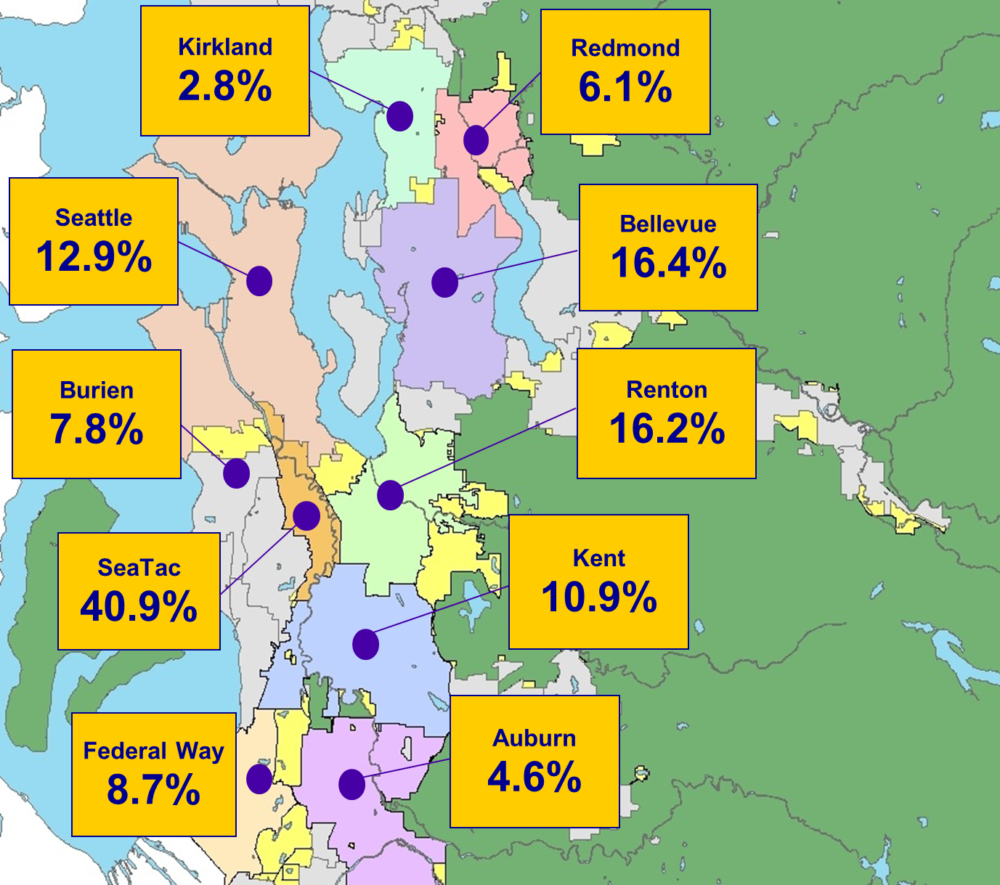 Kirkland
2.8%
Redmond
6.1%
Seattle
12.9%
Bellevue
16.4%
Burien
7.8%
Renton
16.2%
SeaTac
40.9%
Kent
10.9%
Federal Way
8.7%
Auburn
4.6%